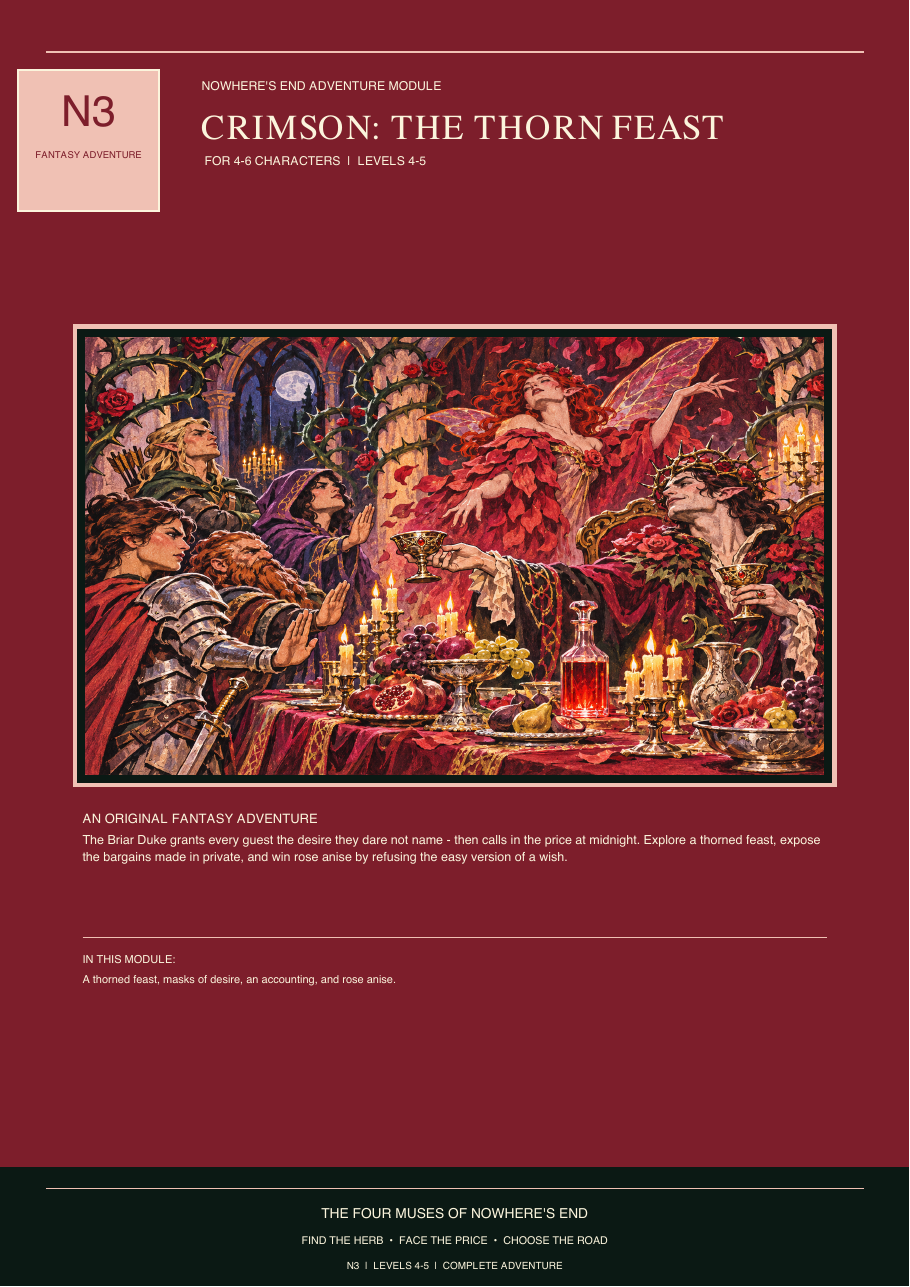 N3
FANTASY ADVENTURE
NOWHERE'S END ADVENTURE MODULE
CRIMSON: THE THORN FEAST
FOR 4-6 CHARACTERS | LEVELS 4-5
AN ORIGINAL FANTASY ADVENTURE
The Briar Duke grants every guest the desire they dare not name - then calls in the price at midnight. Explore a thorned feast, expose
the bargains made in private, and win rose anise by refusing the easy version of a wish.
IN THIS MODULE:
A thorned feast, masks of desire, an accounting, and rose anise.
THE FOUR MUSES OF NOWHERE'S END
FIND THE HERB • FACE THE PRICE • CHOOSE THE ROAD
N3 | LEVELS 4-5 | COMPLETE ADVENTURE